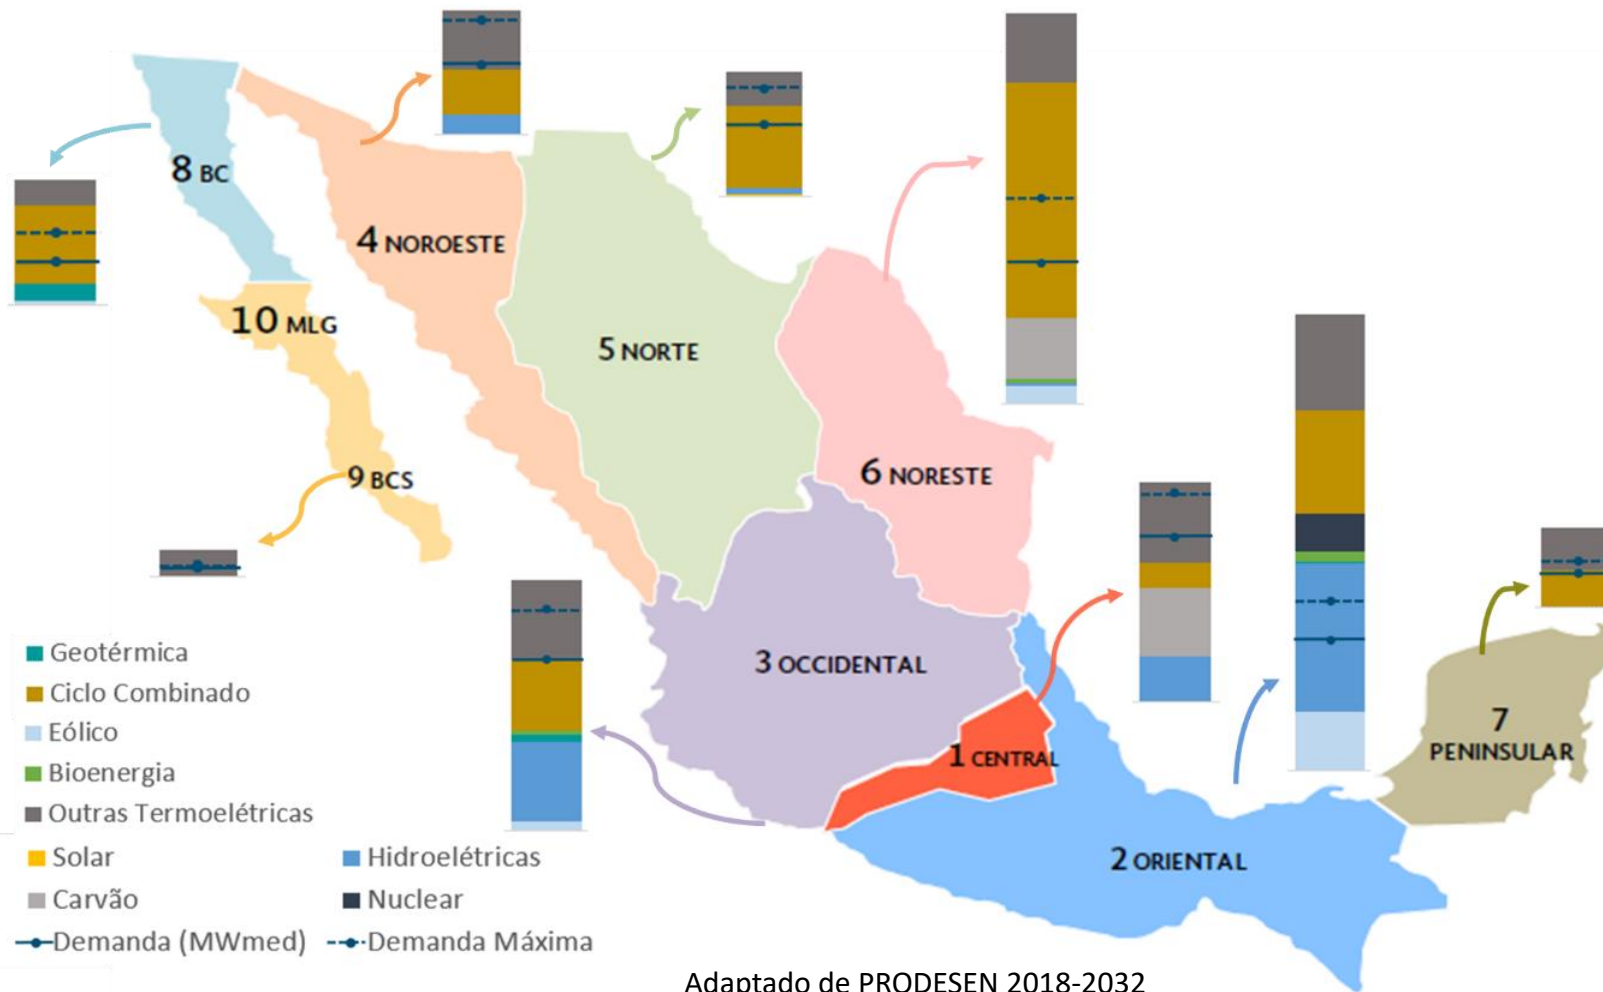 8 BC
4 NOROESTE
10 MLG
5 NORTE
9 BCS
6 NORESTE
3 OCCIDENTAL
1 CENTRAL
7
PENINSULAR
2 ORIENTAL
Geotérmica
Ciclo Combinado
Eólico
Bioenergia
Outras Termoelétricas
Solar
Hidroelétricas
Carvão
Nuclear
Demanda (MWmed)
Demanda Máxima
Adaptado de PRODESEN 2018-2032